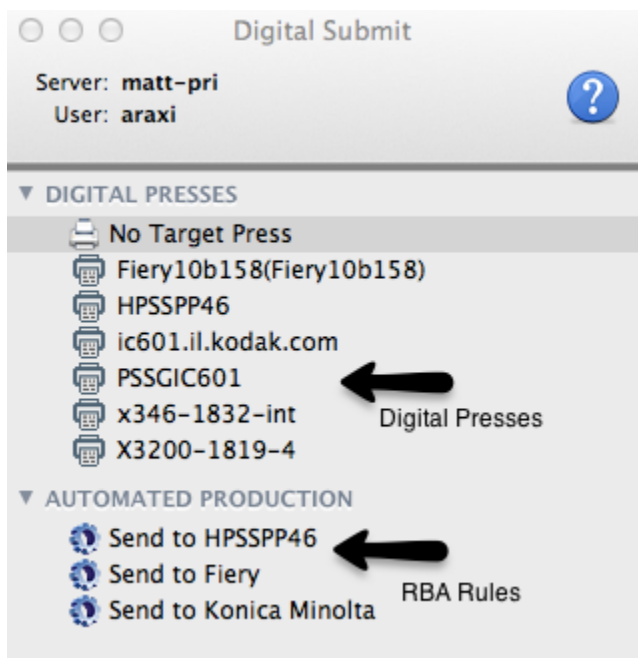 Digital Submit
Server: matt-pri
User: araxi
?
▼ DIGITAL PRESSES
No Target Press
Fiery10b158(Fiery10b158)
HPSSPP46
ic601.il.kodak.com
PSSGIC601
x346-1832-int
Digital Presses
X3200-1819-4
▼ AUTOMATED PRODUCTION
Send to HPSSPP46
Send to Fiery
RBA Rules
Send to Konica Minolta